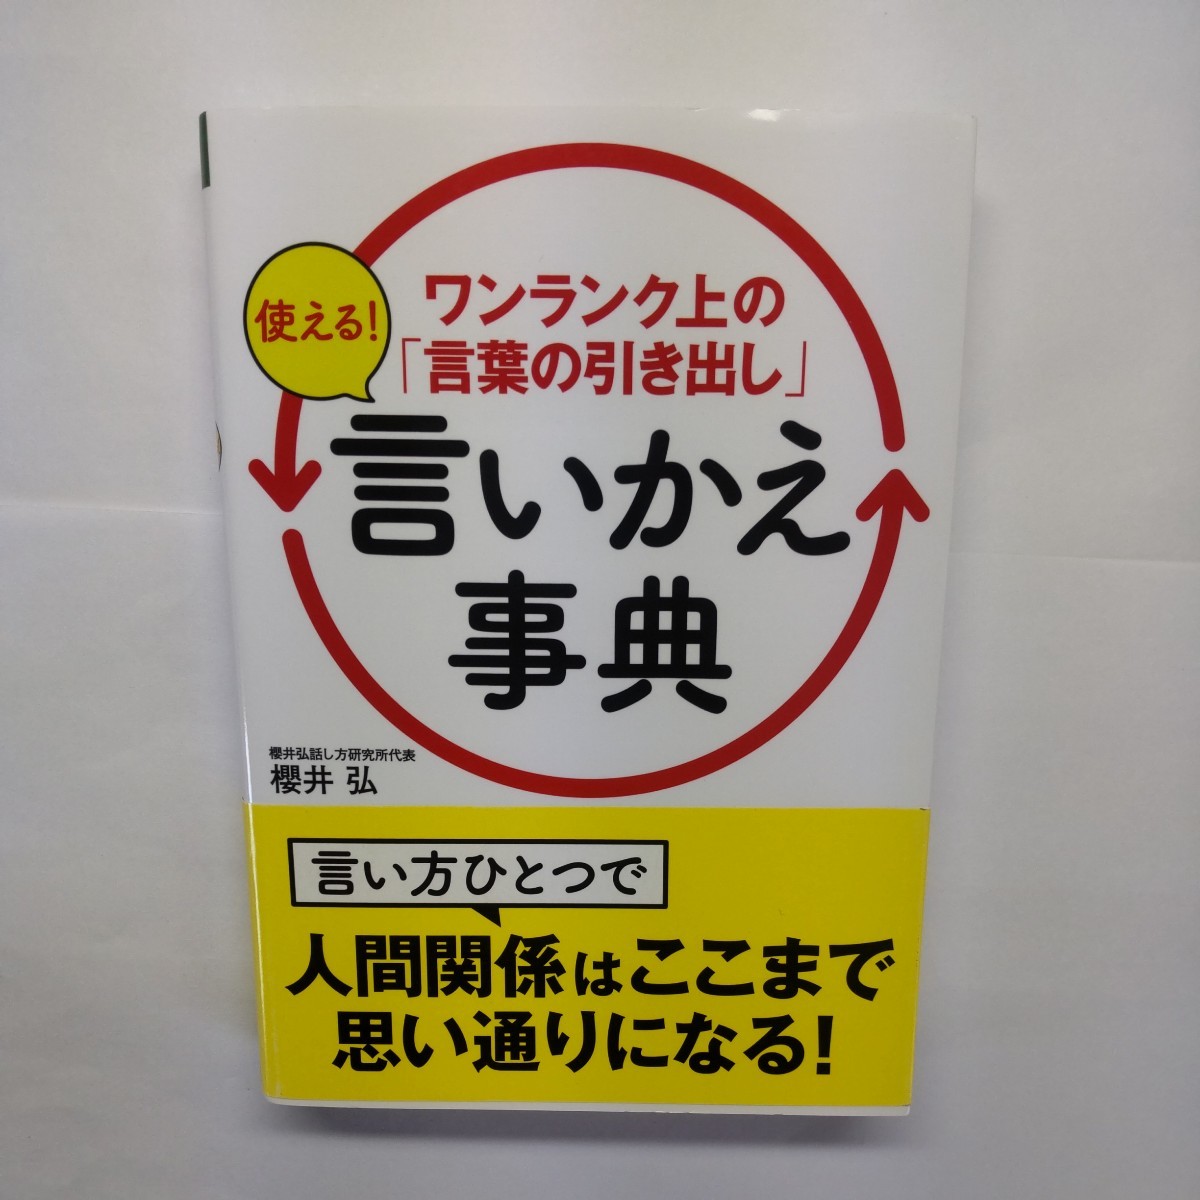 使える!
ワンランク上の
「言葉の引き出し」
言いかえ
事典
櫻井弘話し方研究所代表
櫻井 弘
言い方ひとつで
人間関係はここまで
思い通りになる!